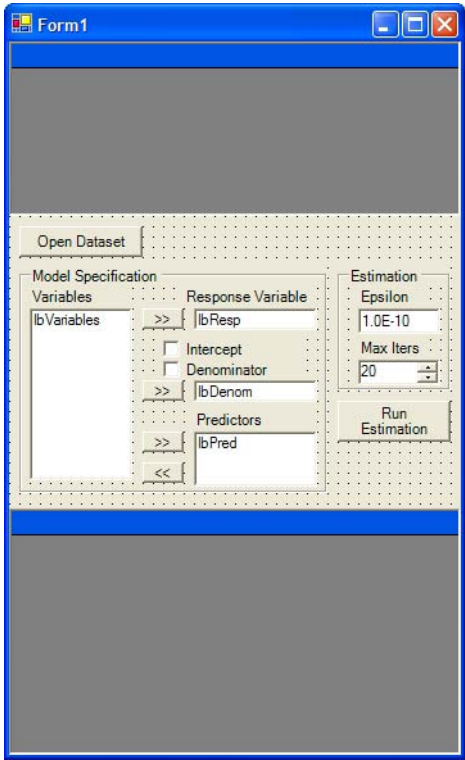 Form1
Open Dataset
Model Specification
Variables
Response Variable
lbVariables
>>
lbResp
Intercept
Denominator
>>
lbDenom
Predictors
>>
lbPred
<<
Estimation
Epsilon
1.0E-10
Max Iters
20
Run
Estimation